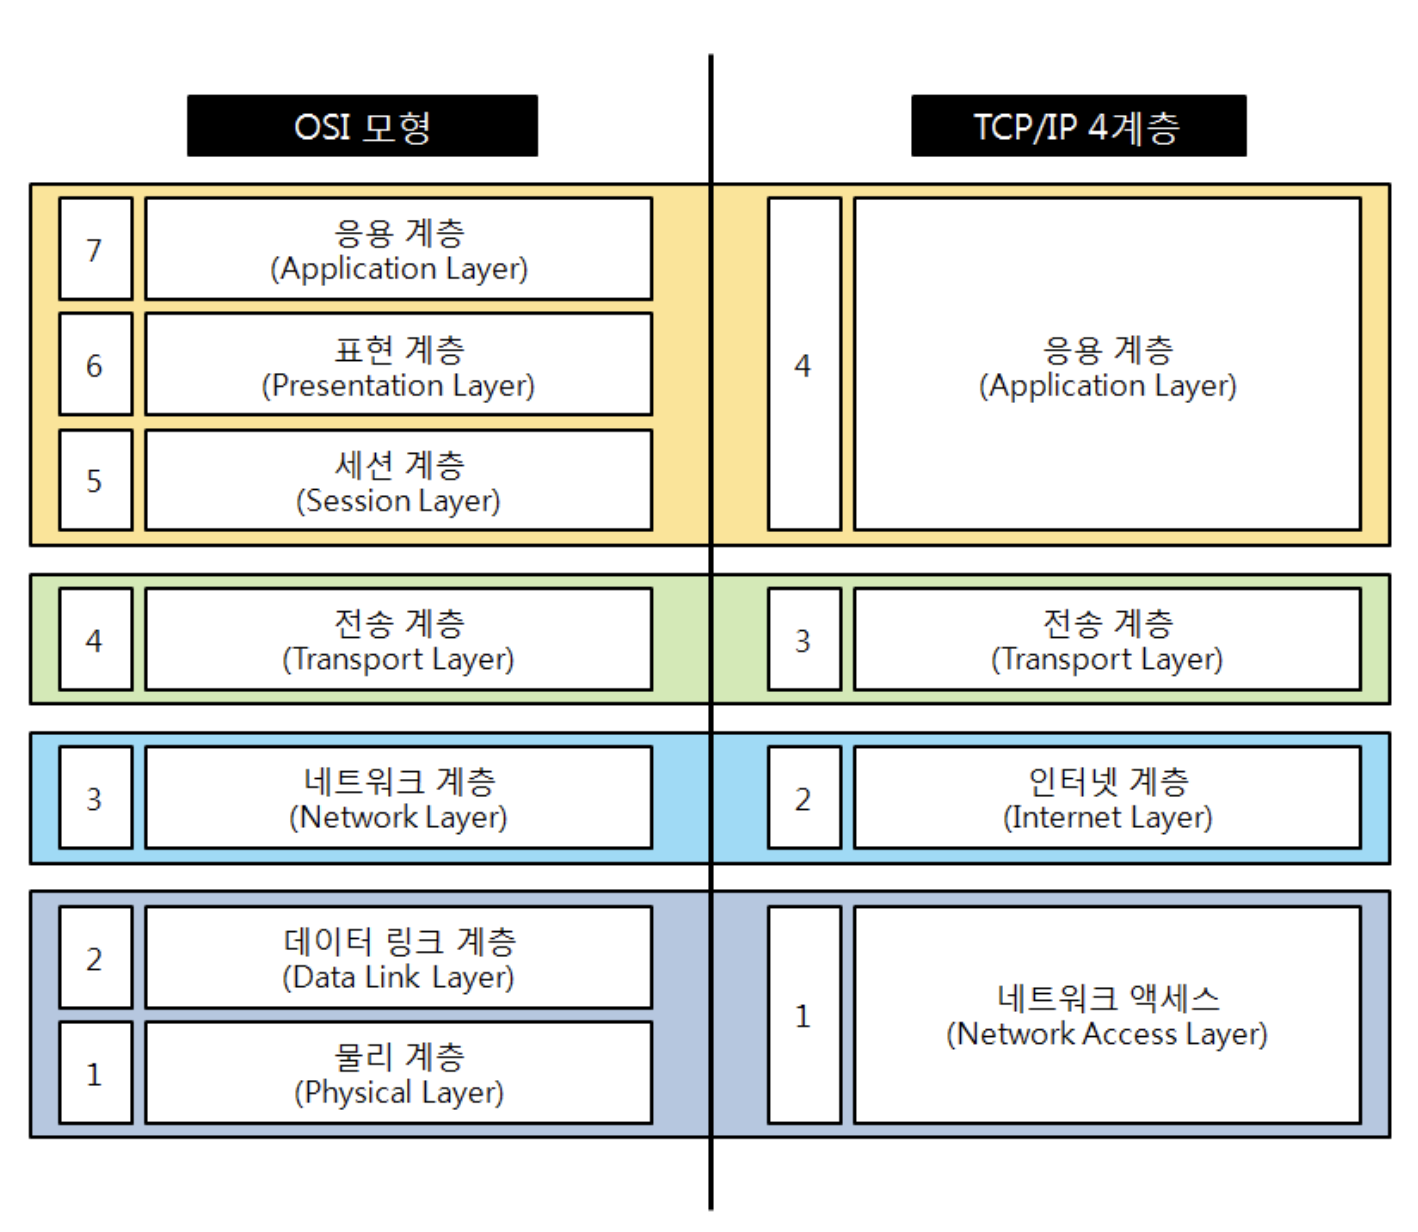 OSI 모형
TCP/IP 4계층
7
응용 계층
(Application Layer)
6
표현 계층
(Presentation Layer)
5
세션 계층
(Session Layer)
4
응용 계층
(Application Layer)
4
전송 계층
(Transport Layer)
3
전송 계층
(Transport Layer)
3
네트워크 계층
(Network Layer)
2
인터넷 계층
(Internet Layer)
2
데이터 링크 계층
(Data Link Layer)
1
물리 계층
(Physical Layer)
1
네트워크 액세스
(Network Access Layer)